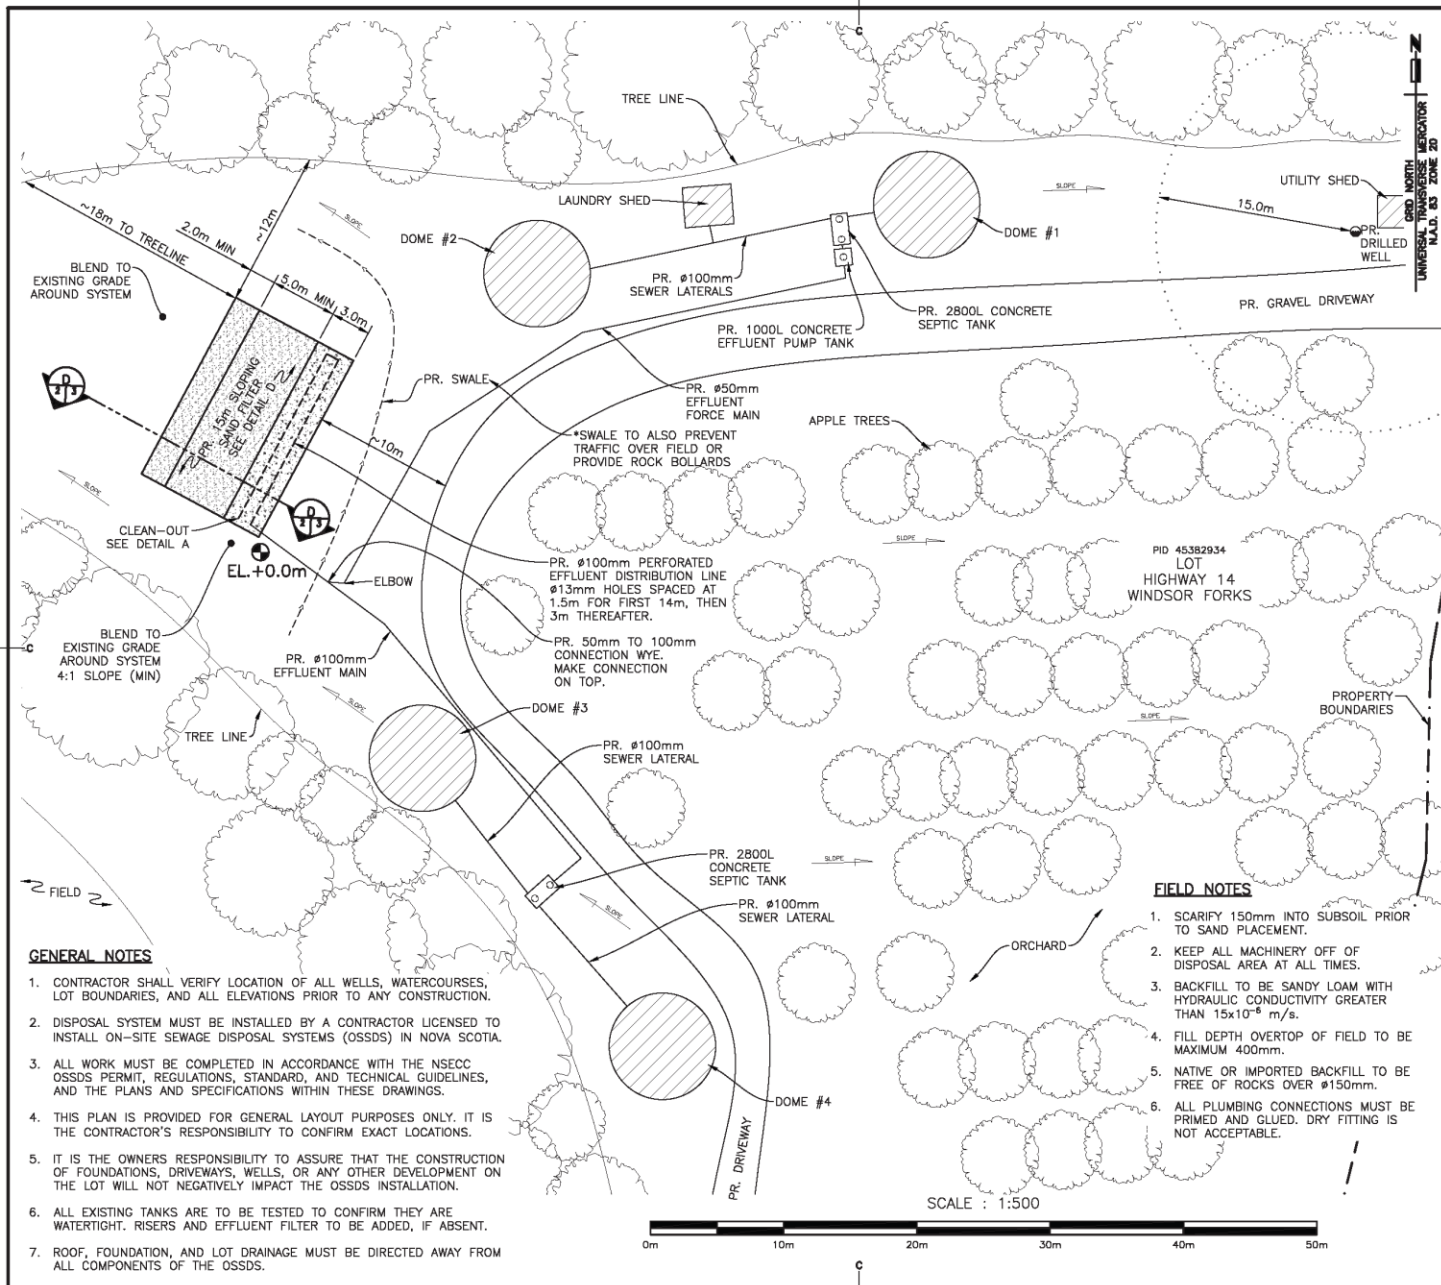 C
TREE LINE
GRID NORTH
UNIVERSAL TRANSVERSE MERCATOR
N.A.D. 83 ZONE 20
N
UTILITY SHED
SLOPE
15.0m
PR.
DRILLED
WELL
LAUNDRY SHED
DOME #1
DOME #2
~18m TO TREELINE
2.0m MIN
~12m
SLOPE
5.0m MIN
3.0m
BLEND TO
EXISTING GRADE
AROUND SYSTEM
PR. ø100mm
SEWER LATERALS
PR. GRAVEL DRIVEWAY
PR. 2800L CONCRETE
SEPTIC TANK
PR. 1000L CONCRETE
EFFLUENT PUMP TANK
PR. SWALE
PR. ø50mm
EFFLUENT
FORCE MAIN
D
2 3
PR. 15m SLOPING
SAND FILTER
SEE DETAIL D
~10m
*SWALE TO ALSO PREVENT
TRAFFIC OVER FIELD OR
PROVIDE ROCK BOLLARDS
APPLE TREES
SLOPE
D
2 3
CLEAN-OUT
SEE DETAIL A
EL.+0.0m
ELBOW
SLOPE
PR. ø100mm PERFORATED
EFFLUENT DISTRIBUTION LINE
ø13mm HOLES SPACED AT
1.5m FOR FIRST 14m, THEN
3m THEREAFTER.
PID 45382934
LOT
HIGHWAY 14
WINDSOR FORKS
C
BLEND TO
EXISTING GRADE
AROUND SYSTEM
4:1 SLOPE (MIN)
PR. ø100mm
EFFLUENT MAIN
PR. 50mm TO 100mm
CONNECTION WYE.
MAKE CONNECTION
ON TOP.
SLOPE
DOME #3
PROPERTY
BOUNDARIES
SLOPE
TREE LINE
PR. ø100mm
SEWER LATERAL
PR. 2800L
CONCRETE
SEPTIC TANK
SLOPE
FIELD
PR. ø100mm
SEWER LATERAL
SLOPE
ORCHARD
DOME #4
PR. DRIVEWAY
GENERAL NOTES
1. CONTRACTOR SHALL VERIFY LOCATION OF ALL WELLS, WATERCOURSES,
LOT BOUNDARIES, AND ALL ELEVATIONS PRIOR TO ANY CONSTRUCTION.
2. DISPOSAL SYSTEM MUST BE INSTALLED BY A CONTRACTOR LICENSED TO
INSTALL ON-SITE SEWAGE DISPOSAL SYSTEMS (OSSDS) IN NOVA SCOTIA.
3. ALL WORK MUST BE COMPLETED IN ACCORDANCE WITH THE NSECC
OSSDS PERMIT, REGULATIONS, STANDARD, AND TECHNICAL GUIDELINES,
AND THE PLANS AND SPECIFICATIONS WITHIN THESE DRAWINGS.
4. THIS PLAN IS PROVIDED FOR GENERAL LAYOUT PURPOSES ONLY. IT IS
THE CONTRACTOR'S RESPONSIBILITY TO CONFIRM EXACT LOCATIONS.
5. IT IS THE OWNERS RESPONSIBILITY TO ASSURE THAT THE CONSTRUCTION
OF FOUNDATIONS, DRIVEWAYS, WELLS, OR ANY OTHER DEVELOPMENT ON
THE LOT WILL NOT NEGATIVELY IMPACT THE OSSDS INSTALLATION.
6. ALL EXISTING TANKS ARE TO BE TESTED TO CONFIRM THEY ARE
WATERTIGHT. RISERS AND EFFLUENT FILTER TO BE ADDED, IF ABSENT.
7. ROOF, FOUNDATION, AND LOT DRAINAGE MUST BE DIRECTED AWAY FROM
ALL COMPONENTS OF THE OSSDS.
FIELD NOTES
1. SCARIFY 150mm INTO SUBSOIL PRIOR
TO SAND PLACEMENT.
2. KEEP ALL MACHINERY OFF OF
DISPOSAL AREA AT ALL TIMES.
3. BACKFILL TO BE SANDY LOAM WITH
HYDRAULIC CONDUCTIVITY GREATER
THAN 15x10⁻⁶ m/s.
4. FILL DEPTH OVERTOP OF FIELD TO BE
MAXIMUM 400mm.
5. NATIVE OR IMPORTED BACKFILL TO BE
FREE OF ROCKS OVER ø150mm.
6. ALL PLUMBING CONNECTIONS MUST BE
PRIMED AND GLUED. DRY FITTING IS
NOT ACCEPTABLE.
SCALE : 1:500
0m 10m 20m 30m 40m 50m
C